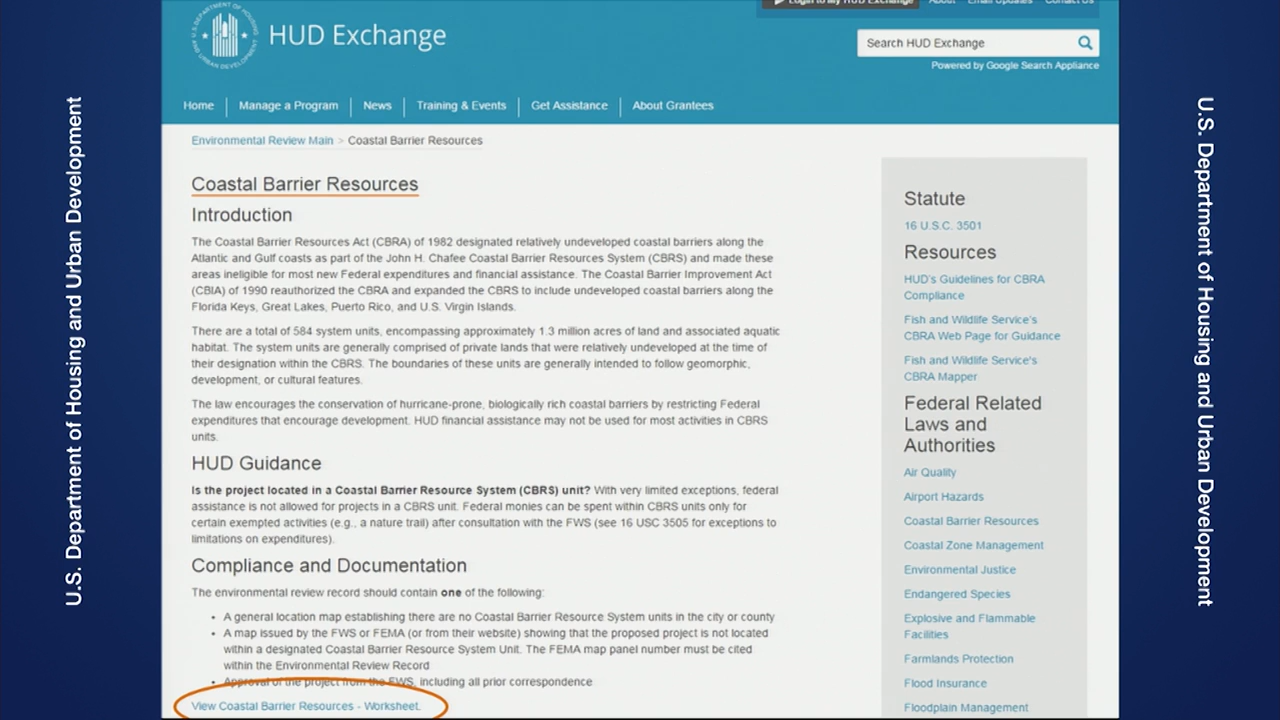 Login to My HUD Exchange About Email Updates Contact Us
U.S. DEPARTMENT OF HOUSING AND URBAN DEVELOPMENT
HUD Exchange
Search HUD Exchange
Powered by Google Search Appliance
Home Manage a Program News Training & Events Get Assistance About Grantees
U.S. Department of Housing and Urban Development
Environmental Review Main > Coastal Barrier Resources
Coastal Barrier Resources
Introduction
The Coastal Barrier Resources Act (CBRA) of 1982 designated relatively undeveloped coastal barriers along the
Atlantic and Gulf coasts as part of the John H. Chafee Coastal Barrier Resources System (CBRS) and made these
areas ineligible for most new Federal expenditures and financial assistance. The Coastal Barrier Improvement Act
(CBIA) of 1990 reauthorized the CBRA and expanded the CBRS to include undeveloped coastal barriers along the
Florida Keys, Great Lakes, Puerto Rico, and U.S. Virgin Islands.
There are a total of 584 system units, encompassing approximately 1.3 million acres of land and associated aquatic
habitat. The system units are generally comprised of private lands that were relatively undeveloped at the time of
their designation within the CBRS. The boundaries of these units are generally intended to follow geomorphic,
development, or cultural features.
The law encourages the conservation of hurricane-prone, biologically rich coastal barriers by restricting Federal
expenditures that encourage development. HUD financial assistance may not be used for most activities in CBRS
units.
HUD Guidance
Is the project located in a Coastal Barrier Resource System (CBRS) unit? With very limited exceptions, federal
assistance is not allowed for projects in a CBRS unit. Federal monies can be spent within CBRS units only for
certain exempted activities (e.g., a nature trail) after consultation with the FWS (see 16 USC 3505 for exceptions to
limitations on expenditures).
Compliance and Documentation
The environmental review record should contain one of the following:
• A general location map establishing there are no Coastal Barrier Resource System units in the city or county
• A map issued by the FWS or FEMA (or from their website) showing that the proposed project is not located
within a designated Coastal Barrier Resource System Unit. The FEMA map panel number must be cited
within the Environmental Review Record
• Approval of the project from the FWS, including all prior correspondence
View Coastal Barrier Resources - Worksheet.
Statute
16 U.S.C. 3501
Resources
HUD's Guidelines for CBRA
Compliance
Fish and Wildlife Service's
CBRA Web Page for Guidance
Fish and Wildlife Service's
CBRA Mapper
Federal Related
Laws and
Authorities
Air Quality
Airport Hazards
Coastal Barrier Resources
Coastal Zone Management
Environmental Justice
Endangered Species
Explosive and Flammable
Facilities
Farmlands Protection
Flood Insurance
Floodplain Management
U.S. Department of Housing and Urban Development